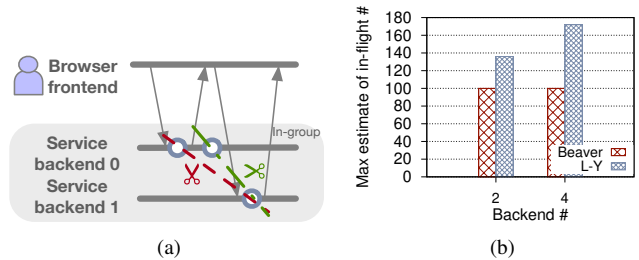 Browser
frontend
In-group
Service
backend 0
Service
backend 1
(a)
Max estimate of in-flight #
180
160
140
120
100
80
60
40
20
0
Beaver
L-Y
2
4
Backend #
(b)